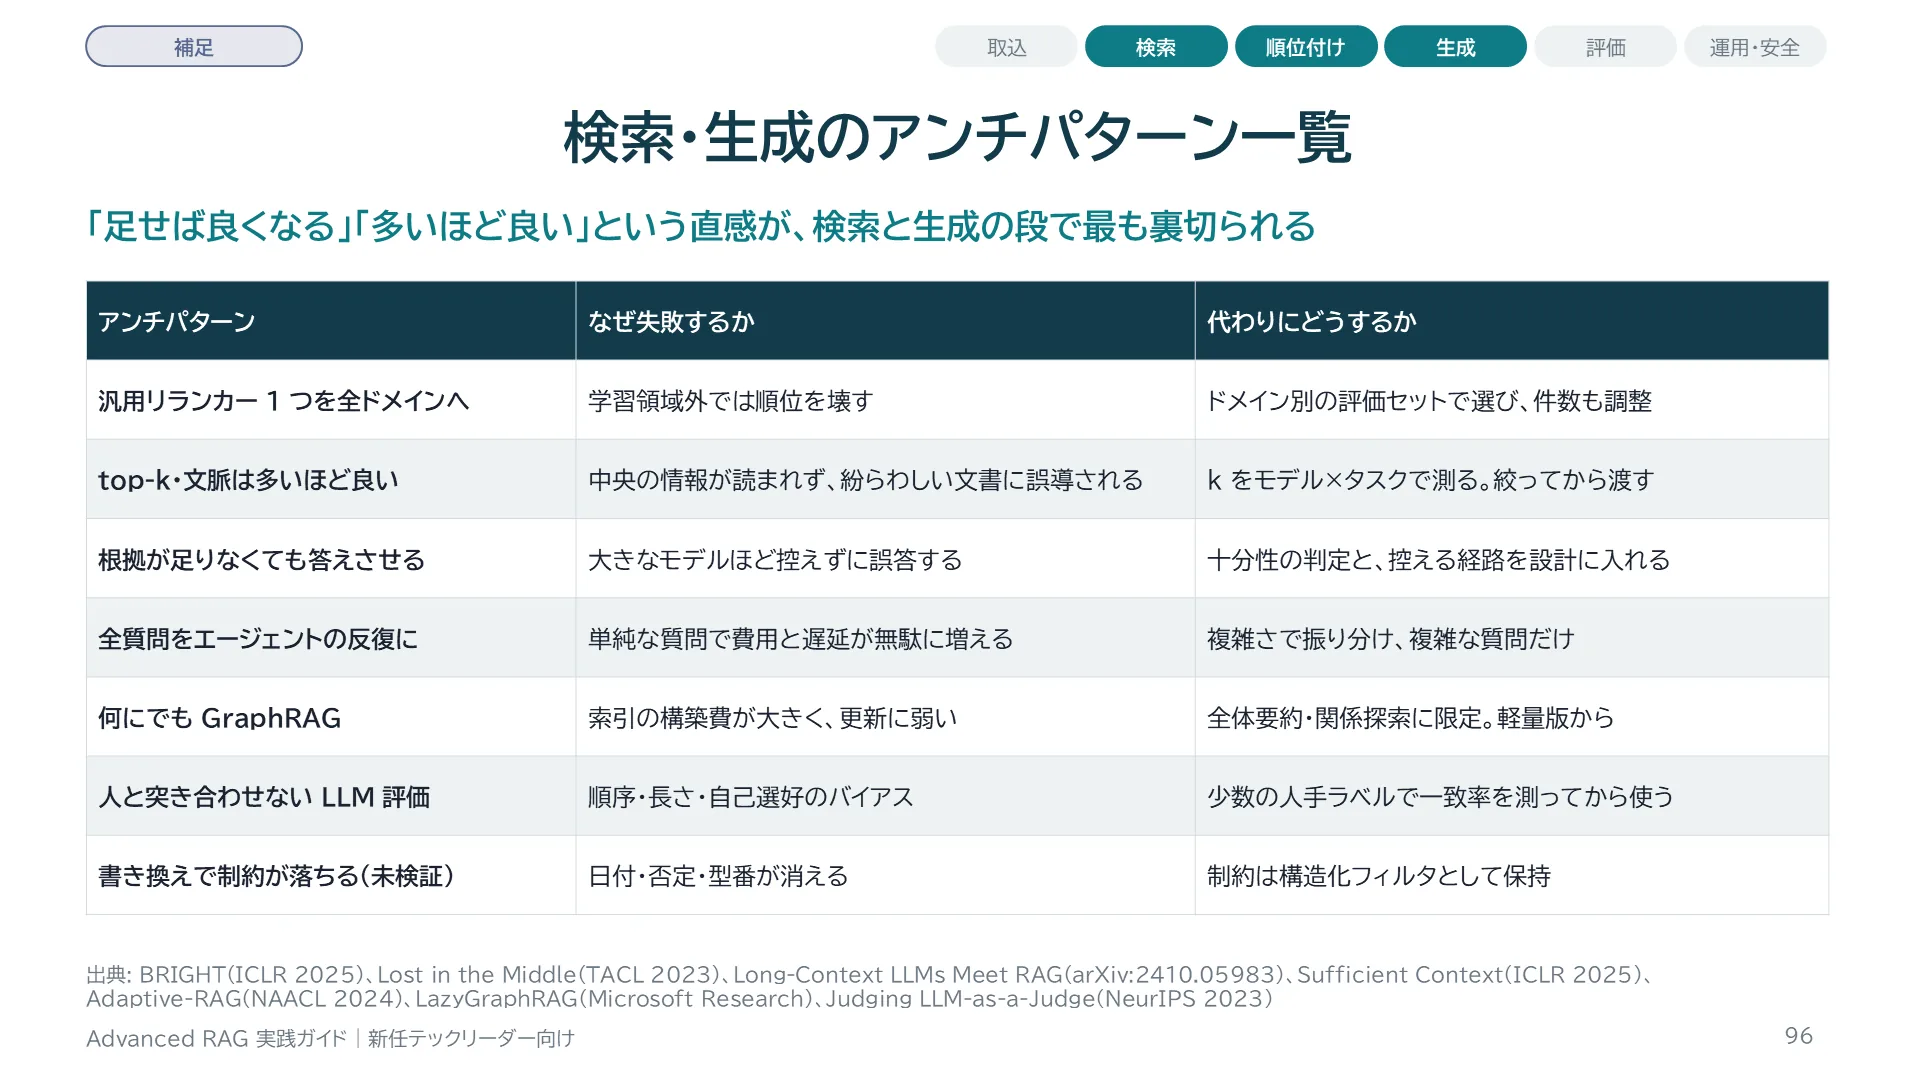 補足
取込
検索
順位付け
生成
評価
運用・安全
検索・生成のアンチパターン一覧
「足せば良くなる」「多いほど良い」という直感が、検索と生成の段で最も裏切られる
アンチパターン
なぜ失敗するか
代わりにどうするか
汎用リランカー 1 つを全ドメインへ
学習領域外では順位を壊す
ドメイン別の評価セットで選び、件数も調整
top-k・文脈は多いほど良い
中央の情報が読まれず、紛らわしい文書に誤導される
k をモデル×タスクで測る。絞ってから渡す
根拠が足りなくても答えさせる
大きなモデルほど控えずに誤答する
十分性の判定と、控える経路を設計に入れる
全質問をエージェントの反復に
単純な質問で費用と遅延が無駄に増える
複雑さで振り分け、複雑な質問だけ
何にでも GraphRAG
索引の構築費が大きく、更新に弱い
全体要約・関係探索に限定。軽量版から
人と突き合わせない LLM 評価
順序・長さ・自己選好のバイアス
少数の人手ラベルで一致率を測ってから使う
書き換えで制約が落ちる（未検証）
日付・否定・型番が消える
制約は構造化フィルタとして保持
出典: BRIGHT（ICLR 2025）、Lost in the Middle（TACL 2023）、Long-Context LLMs Meet RAG（arXiv:2410.05983）、Sufficient Context（ICLR 2025）、
Adaptive-RAG（NAACL 2024）、LazyGraphRAG（Microsoft Research）、Judging LLM-as-a-Judge（NeurIPS 2023）
Advanced RAG 実践ガイド｜新任テックリーダー向け
96